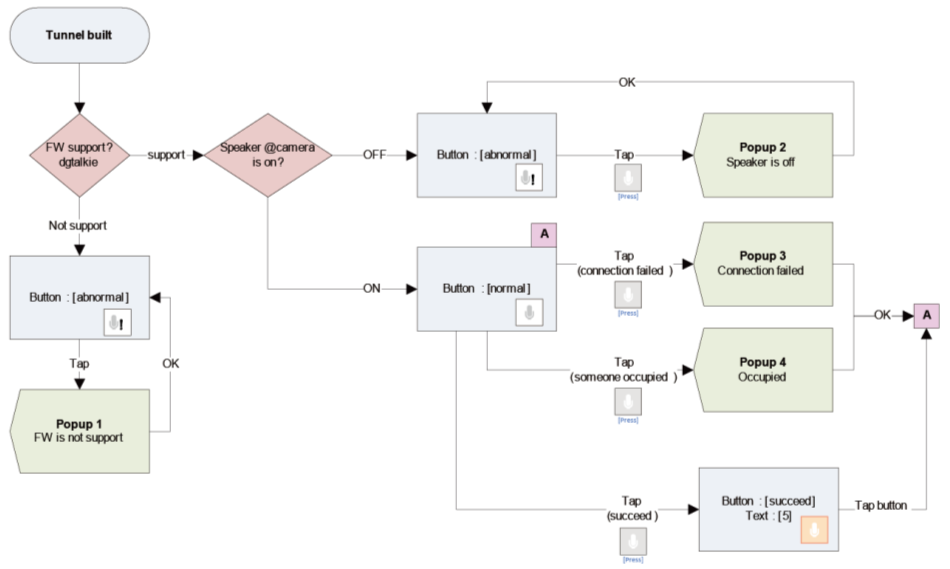 Tunnel built
OK
FW support?
dgtalkie
support
Speaker @camera
is on?
OFF
Button : [abnormal]
!
Tap
[Press]
Popup 2
Speaker is off
Not support
A
Button : [abnormal]
!
ON
Button : [normal]
Tap
(connection failed )
[Press]
Popup 3
Connection failed
OK
A
Tap
OK
Tap
(someone occupied )
[Press]
Popup 4
Occupied
Popup 1
FW is not support
Tap
(succeed )
[Press]
Button : [succeed]
Text : [5]
Tap button